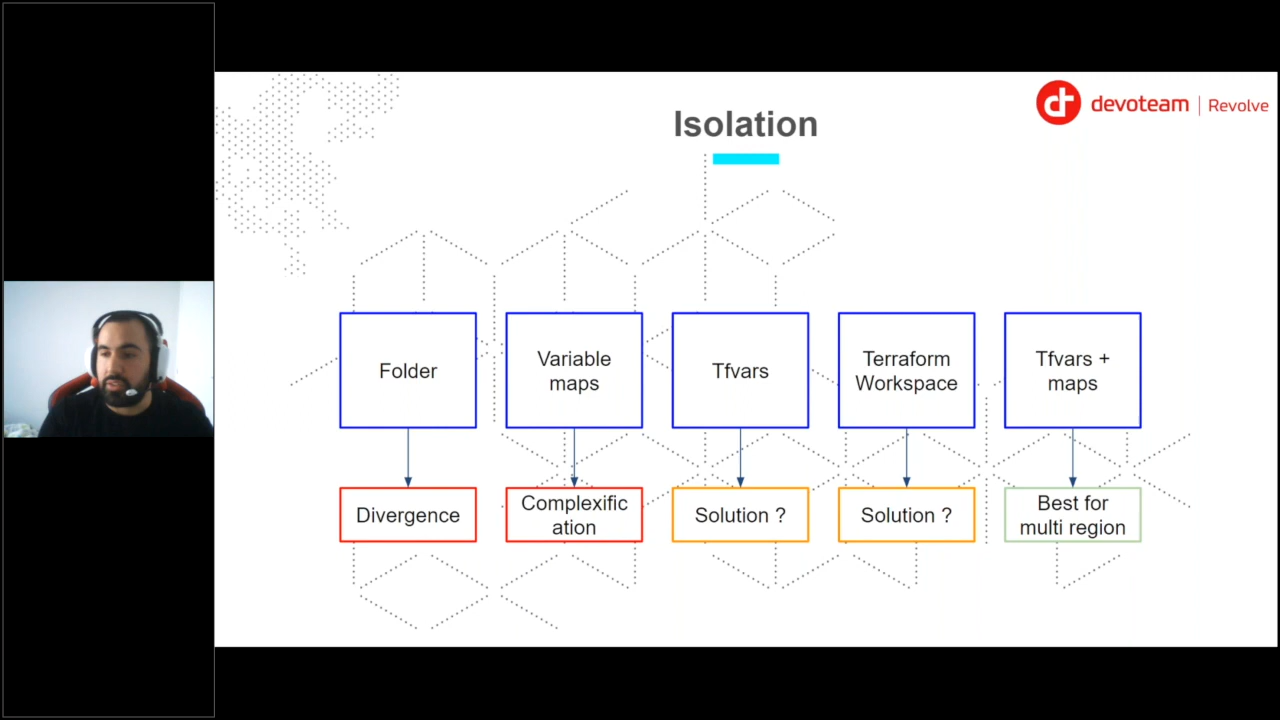 Isolation
devoteam | Revolve
Folder
Variable
maps
Tfvars
Terraform
Workspace
Tfvars +
maps
Divergence
Complexific
ation
Solution ?
Solution ?
Best for
multi region